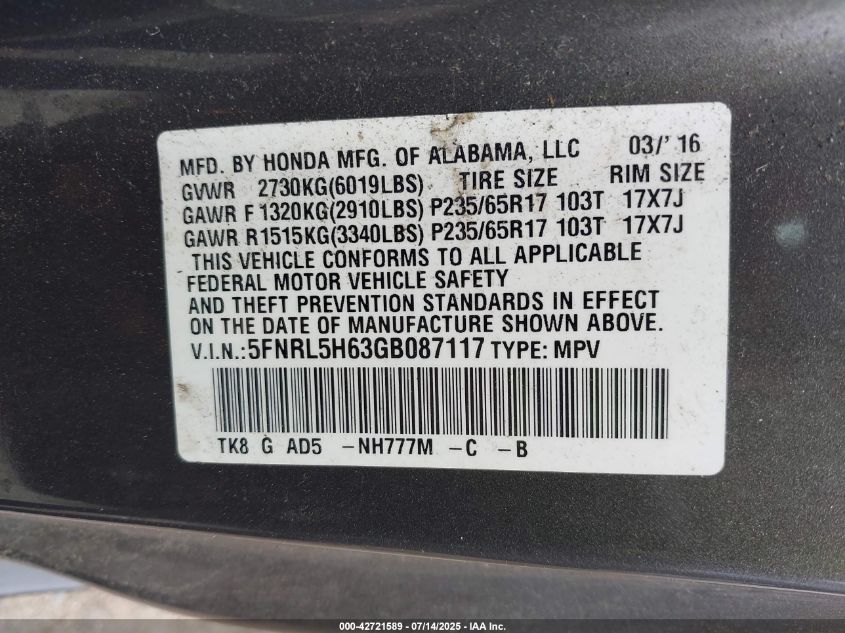 MFD. BY HONDA MFG. OF ALABAMA, LLC 03/'16
GVWR 2730KG(6019LBS) TIRE SIZE RIM SIZE
GAWR F 1320KG(2910LBS) P235/65R17 103T 17X7J
GAWR R1515KG(3340LBS) P235/65R17 103T 17X7J
THIS VEHICLE CONFORMS TO ALL APPLICABLE
FEDERAL MOTOR VEHICLE SAFETY
AND THEFT PREVENTION STANDARDS IN EFFECT
ON THE DATE OF MANUFACTURE SHOWN ABOVE.
V.I.N.:5FNRL5H63GB087117 TYPE: MPV
TK8 G AD5 -NH777M -C -B
000-42721589 - 07/14/2025 - IAA Inc.